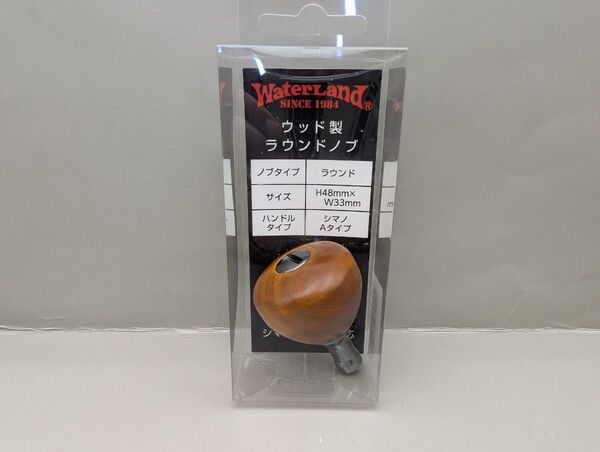 WaterLand®
SINCE 1984
ウッド製
ラウンドノブ
ノブタイプ ラウンド
サイズ H48mm×
W33mm
ハンドル
タイプ シマノ
Aタイプ